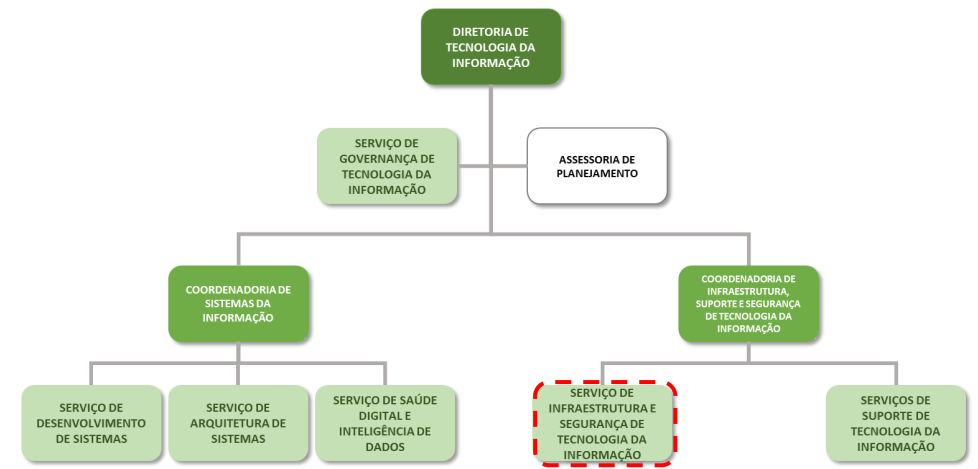 DIRETORIA DE
TECNOLOGIA DA
INFORMAÇÃO
SERVIÇO DE
GOVERNANÇA DE
TECNOLOGIA DA
INFORMAÇÃO
ASSESSORIA DE
PLANEJAMENTO
COORDENADORIA DE
SISTEMAS DA
INFORMAÇÃO
COORDENADORIA DE
INFRAESTRUTURA,
SUPORTE E SEGURANÇA
DE TECNOLOGIA DA
INFORMAÇÃO
SERVIÇO DE
DESENVOLVIMENTO
DE SISTEMAS
SERVIÇO DE
ARQUITETURA DE
SISTEMAS
SERVIÇO DE SAÚDE
DIGITAL E
INTELIGÊNCIA DE
DADOS
SERVIÇO DE
INFRAESTRUTURA E
SEGURANÇA DE
TECNOLOGIA DA
INFORMAÇÃO
SERVIÇOS DE
SUPORTE DE
TECNOLOGIA DA
INFORMAÇÃO